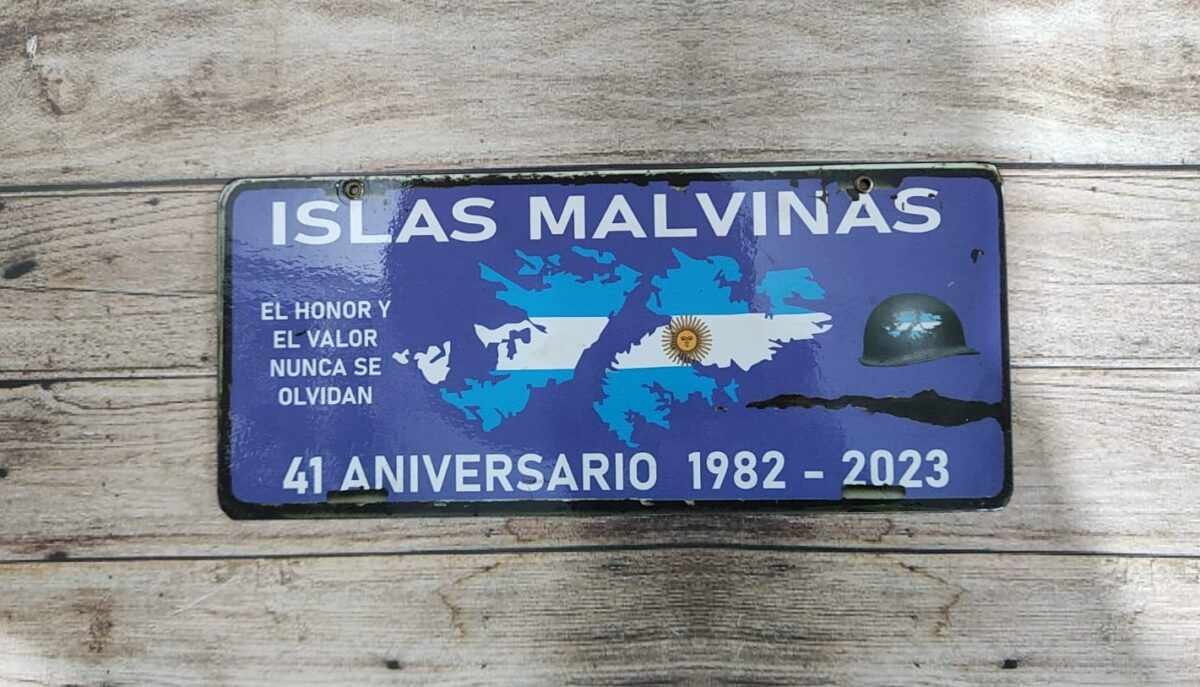 ISLAS MALVINAS
EL HONOR Y
EL VALOR
NUNCA SE
OLVIDAN
41 ANIVERSARIO 1982 - 2023